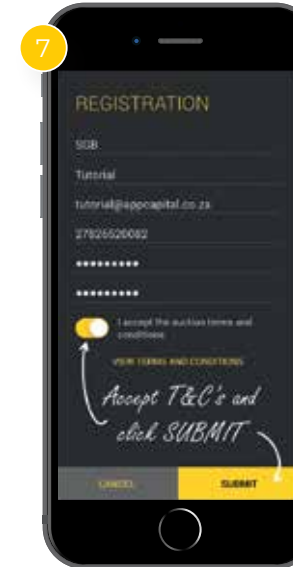 7
REGISTRATION
SGB
Tutorial
tutorial@appcapital.co.za
27826520082
•••••••••
•••••••••
I accept the auction terms and
conditions
VIEW TERMS AND CONDITIONS
Accept T&C's and
click SUBMIT
CANCEL
SUBMIT